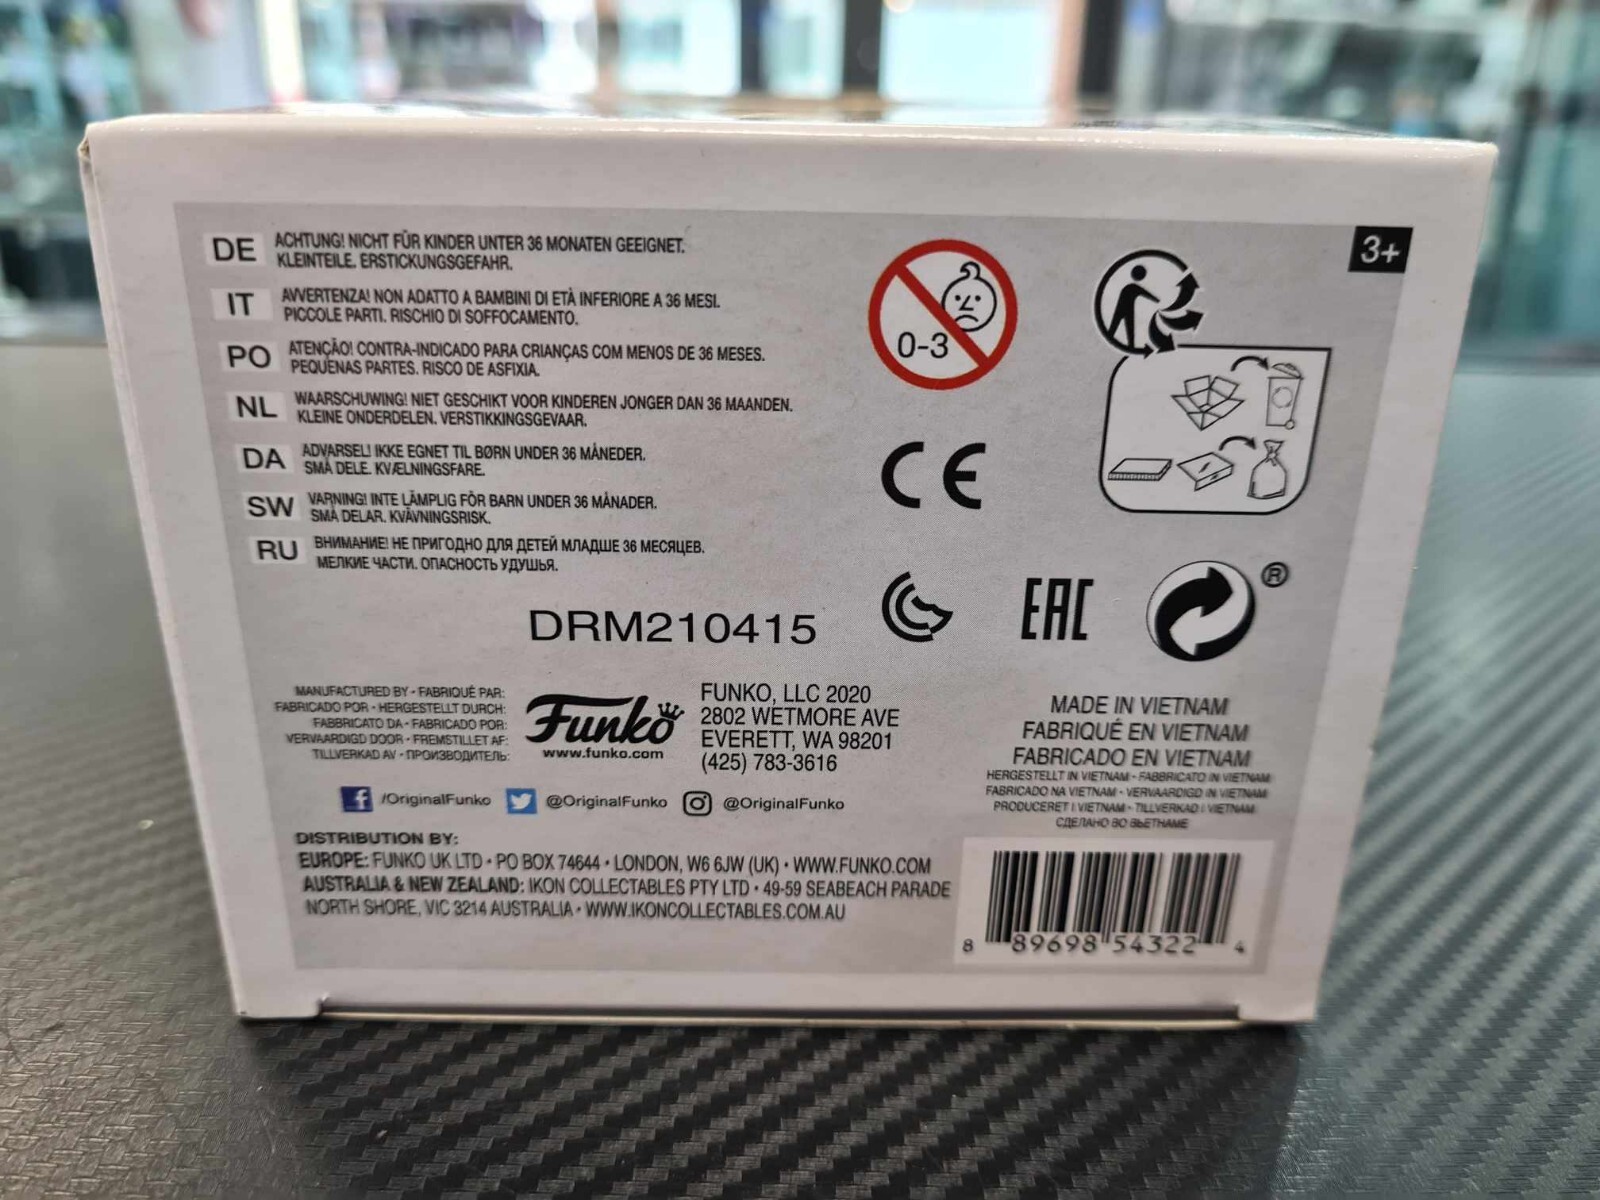 3+
DE ACHTUNG! NICHT FÜR KINDER UNTER 36 MONATEN GEEIGNET.
KLEINTEILE. ERSTICKUNGSGEFAHR.
IT AVVERTENZA! NON ADATTO A BAMBINI DI ETÀ INFERIORE A 36 MESI.
PICCOLE PARTI. RISCHIO DI SOFFOCAMENTO.
PO ATENÇÃO! CONTRA-INDICADO PARA CRIANÇAS COM MENOS DE 36 MESES.
PEQUENAS PARTES. RISCO DE ASFIXIA.
NL WAARSCHUWING! NIET GESCHIKT VOOR KINDEREN JONGER DAN 36 MAANDEN.
KLEINE ONDERDELEN. VERSTIKKINGSGEVAAR.
DA ADVARSEL! IKKE EGNET TIL BØRN UNDER 36 MÅNEDER.
SMÅ DELE. KVÆLNINGSFARE.
SW VARNING! INTE LÄMPLIG FÖR BARN UNDER 36 MÅNADER.
SMÅ DELAR. KVÄVNINGSRISK.
RU ВНИМАНИЕ! НЕ ПРИГОДНО ДЛЯ ДЕТЕЙ МЛАДШЕ 36 МЕСЯЦЕВ.
МЕЛКИЕ ЧАСТИ. ОПАСНОСТЬ УДУШЬЯ.
0-3
CE
DRM210415
EAC
®
MANUFACTURED BY • FABRIQUÉ PAR:
FABRICADO POR • HERGESTELLT DURCH:
FABBRICATO DA • FABRICADO POR:
VERVAARDIGD DOOR • FREMSTILLET AF:
TILLVERKAD AV • ПРОИЗВОДИТЕЛЬ:
Funko
www.funko.com
FUNKO, LLC 2020
2802 WETMORE AVE
EVERETT, WA 98201
(425) 783-3616
/OriginalFunko @OriginalFunko @OriginalFunko
MADE IN VIETNAM
FABRIQUÉ EN VIETNAM
FABRICADO EN VIETNAM
HERGESTELLT IN VIETNAM • FABBRICATO IN VIETNAM
FABRICADO NA VIETNAM • VERVAARDIGD IN VIETNAM
PRODUCERET I VIETNAM • TILLVERKAD I VIETNAM
СДЕЛАНО ВО ВЬЕТНАМЕ
DISTRIBUTION BY:
EUROPE: FUNKO UK LTD • PO BOX 74644 • LONDON, W6 6JW (UK) • WWW.FUNKO.COM
AUSTRALIA & NEW ZEALAND: IKON COLLECTABLES PTY LTD • 49-59 SEABEACH PARADE
NORTH SHORE, VIC 3214 AUSTRALIA • WWW.IKONCOLLECTABLES.COM.AU
8 89698 54322 4